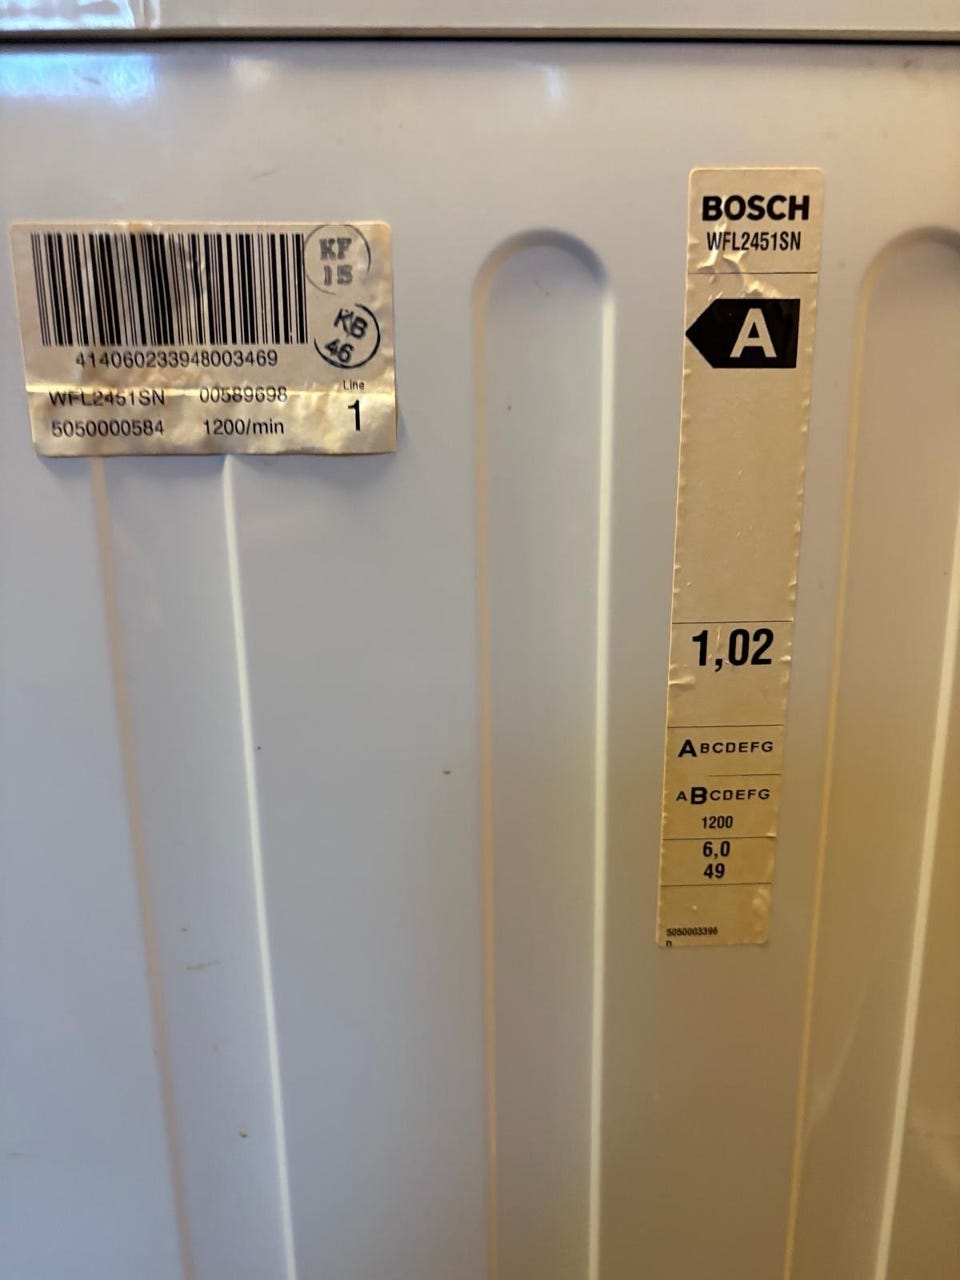 414060233948003469
WFL2451SN 00589698
5050000584 1200/min
Line
1
KF
15
KB
46
BOSCH
WFL2451SN
A
1,02
ABCDEFG
ABCDEFG
1200
6,0
49
5050003396
n